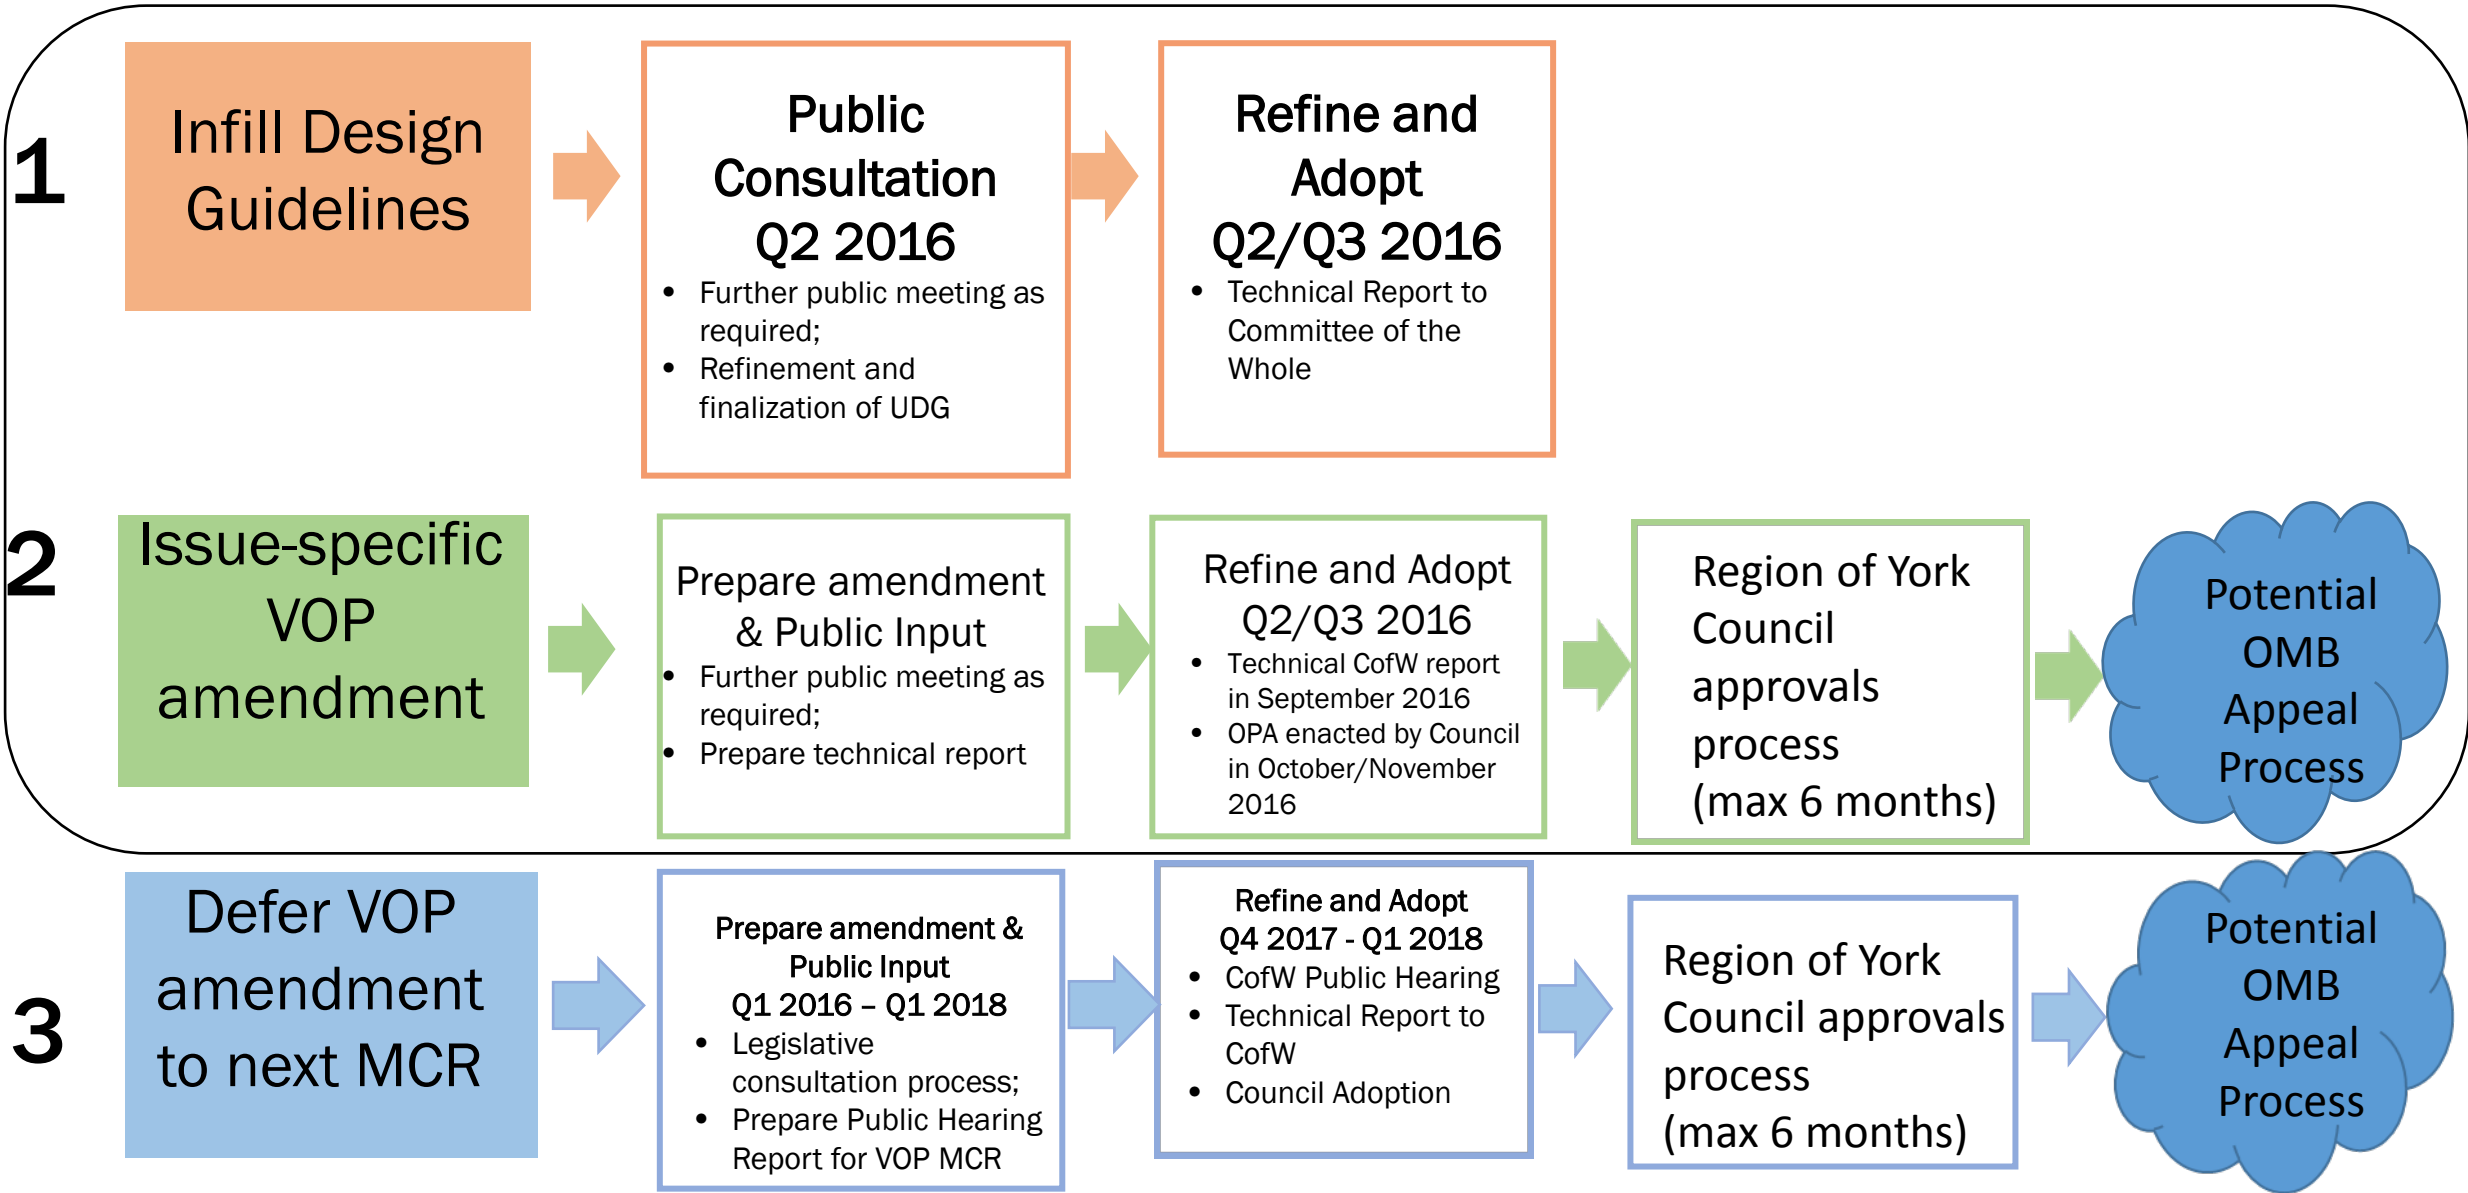 1
Infill Design
Guidelines
Public
Consultation
Q2 2016
• Further public meeting as
required;
• Refinement and
finalization of UDG
Refine and
Adopt
Q2/Q3 2016
• Technical Report to
Committee of the
Whole
2
Issue-specific
VOP
amendment
Prepare amendment
& Public Input
• Further public meeting as
required;
• Prepare technical report
Refine and Adopt
Q2/Q3 2016
• Technical CofW report
in September 2016
• OPA enacted by Council
in October/November
2016
Region of York
Council
approvals
process
(max 6 months)
Potential
OMB
Appeal
Process
3
Defer VOP
amendment
to next MCR
Prepare amendment &
Public Input
Q1 2016 – Q1 2018
• Legislative
consultation process;
• Prepare Public Hearing
Report for VOP MCR
Refine and Adopt
Q4 2017 - Q1 2018
• CofW Public Hearing
• Technical Report to
CofW
• Council Adoption
Region of York
Council approvals
process
(max 6 months)
Potential
OMB
Appeal
Process